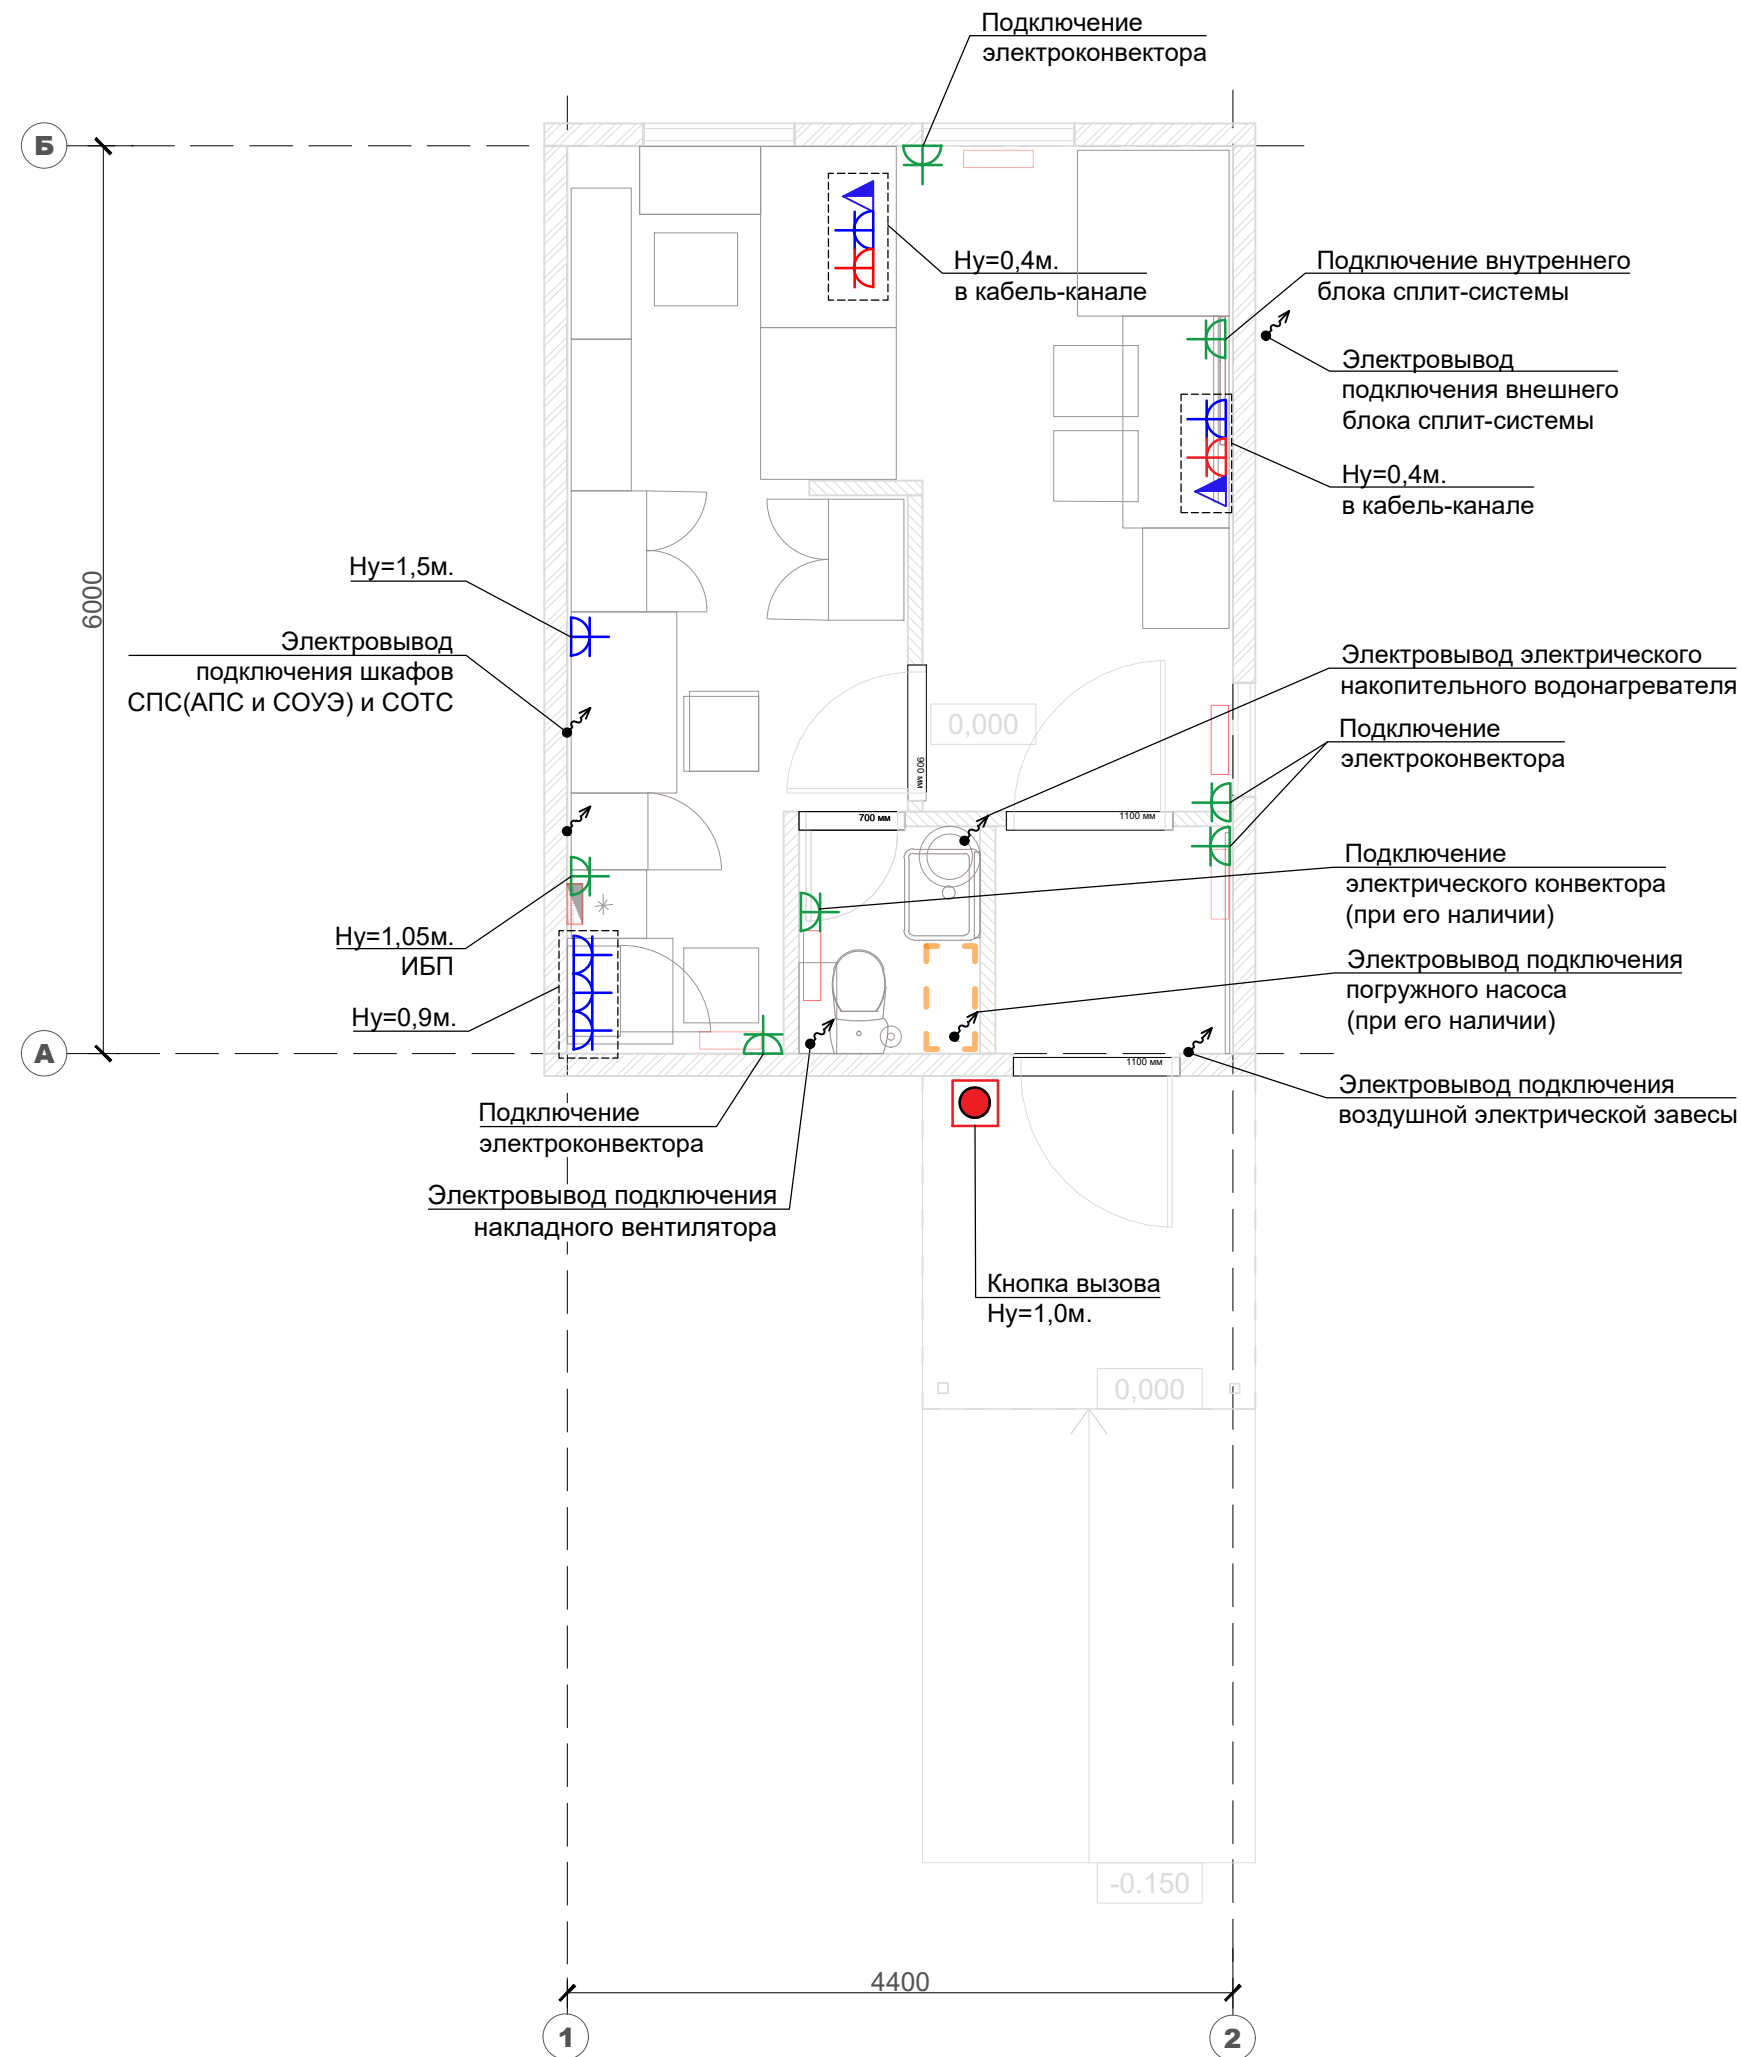 Подключение
электроконвектора
Б
Ну=0,4м.
в кабель-канале
Подключение внутреннего
блока сплит-системы
Электровывод
подключения внешнего
блока сплит-системы
Ну=0,4м.
в кабель-канале
Ну=1,5м.
6000
Электровывод
подключения шкафов
СПС(АПС и СОУЭ) и СОТС
Электровывод электрического
накопительного водонагревателя
0,000
Подключение
электроконвектора
900 мм
700 мм
1100 мм
Подключение
электрического конвектора
(при его наличии)
Ну=1,05м.
ИБП
Электровывод подключения
погружного насоса
(при его наличии)
Ну=0,9м.
А
1100 мм
Электровывод подключения
воздушной электрической завесы
Подключение
электроконвектора
Электровывод подключения
накладного вентилятора
Кнопка вызова
Ну=1,0м.
0,000
-0.150
4400
1
2